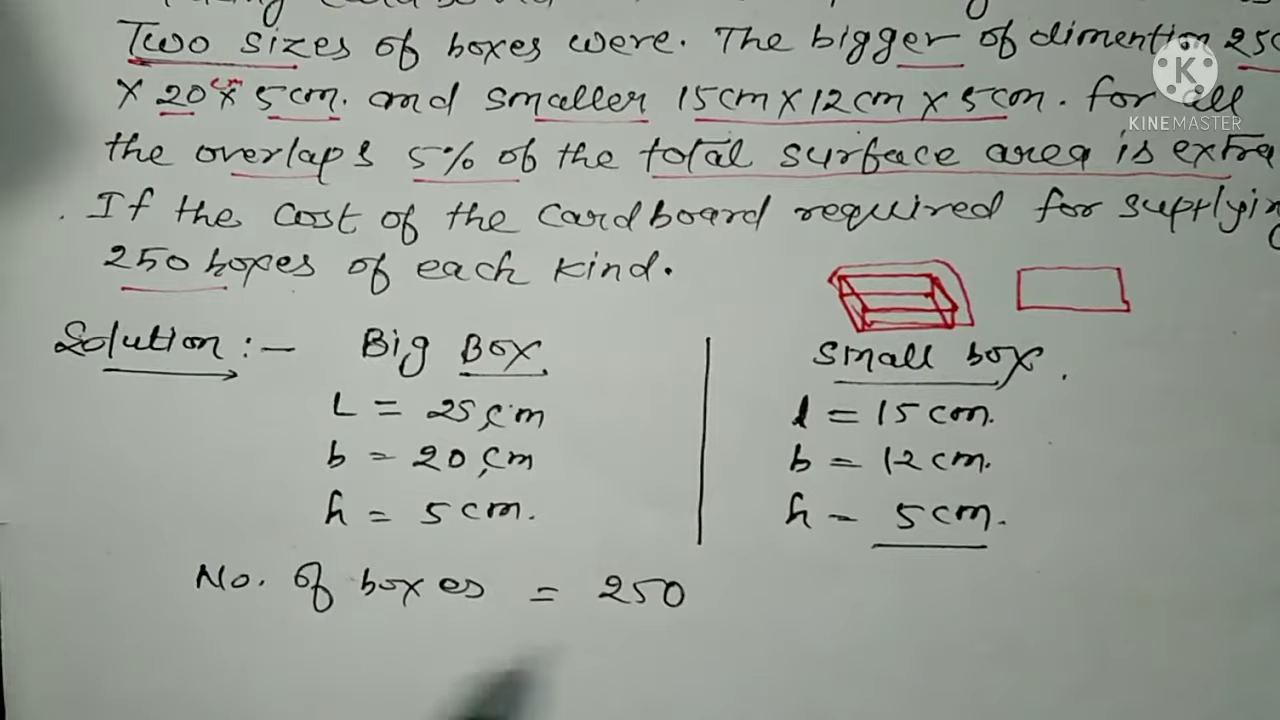 Two sizes of boxes were. The bigger of dimention 25c
X 20 cm X 5cm. and smaller 15cm X 12cm X 5cm. for all
the overlaps 5% of the total surface area is extra
. If the cost of the cardboard required for supplying
250 boxes of each kind.
Solution :- Big Box
L = 25cm
b = 20cm
h = 5cm.
Small box.
l = 15cm.
b = 12cm.
h = 5cm.
No. of boxes = 250
K
KINEMASTER